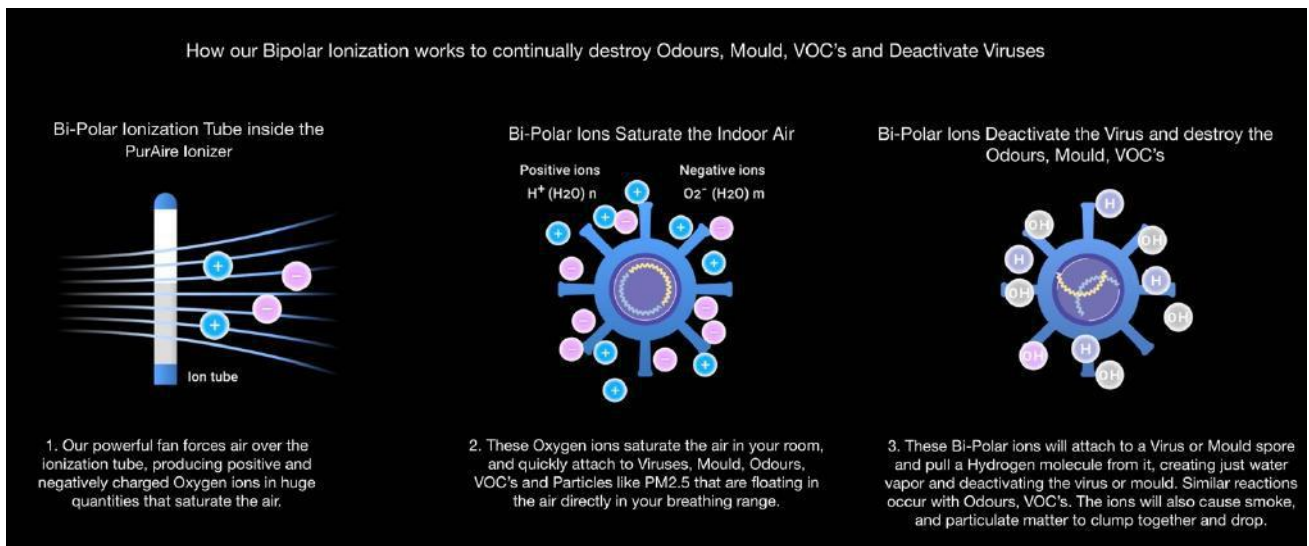 How our Bipolar Ionization works to continually destroy Odours, Mould, VOC's and Deactivate Viruses
Bi-Polar Ionization Tube inside the
PurAire Ionizer
+
−
−
+
Ion tube
1. Our powerful fan forces air over the
ionization tube, producing positive and
negatively charged Oxygen ions in huge
quantities that saturate the air.
Bi-Polar Ions Saturate the Indoor Air
Positive ions
H+ (H2O) n
Negative ions
O2- (H2O) m
2. These Oxygen ions saturate the air in your room,
and quickly attach to Viruses, Mould, Odours,
VOC's and Particles like PM2.5 that are floating in
the air directly in your breathing range.
Bi-Polar Ions Deactivate the Virus and destroy the
Odours, Mould, VOC's
H
OH
OH
H
H
OH
OH
H
OH
OH
3. These Bi-Polar ions will attach to a Virus or Mould spore
and pull a Hydrogen molecule from it, creating just water
vapor and deactivating the virus or mould. Similar reactions
occur with Odours, VOC's. The ions will also cause smoke,
and particulate matter to clump together and drop.